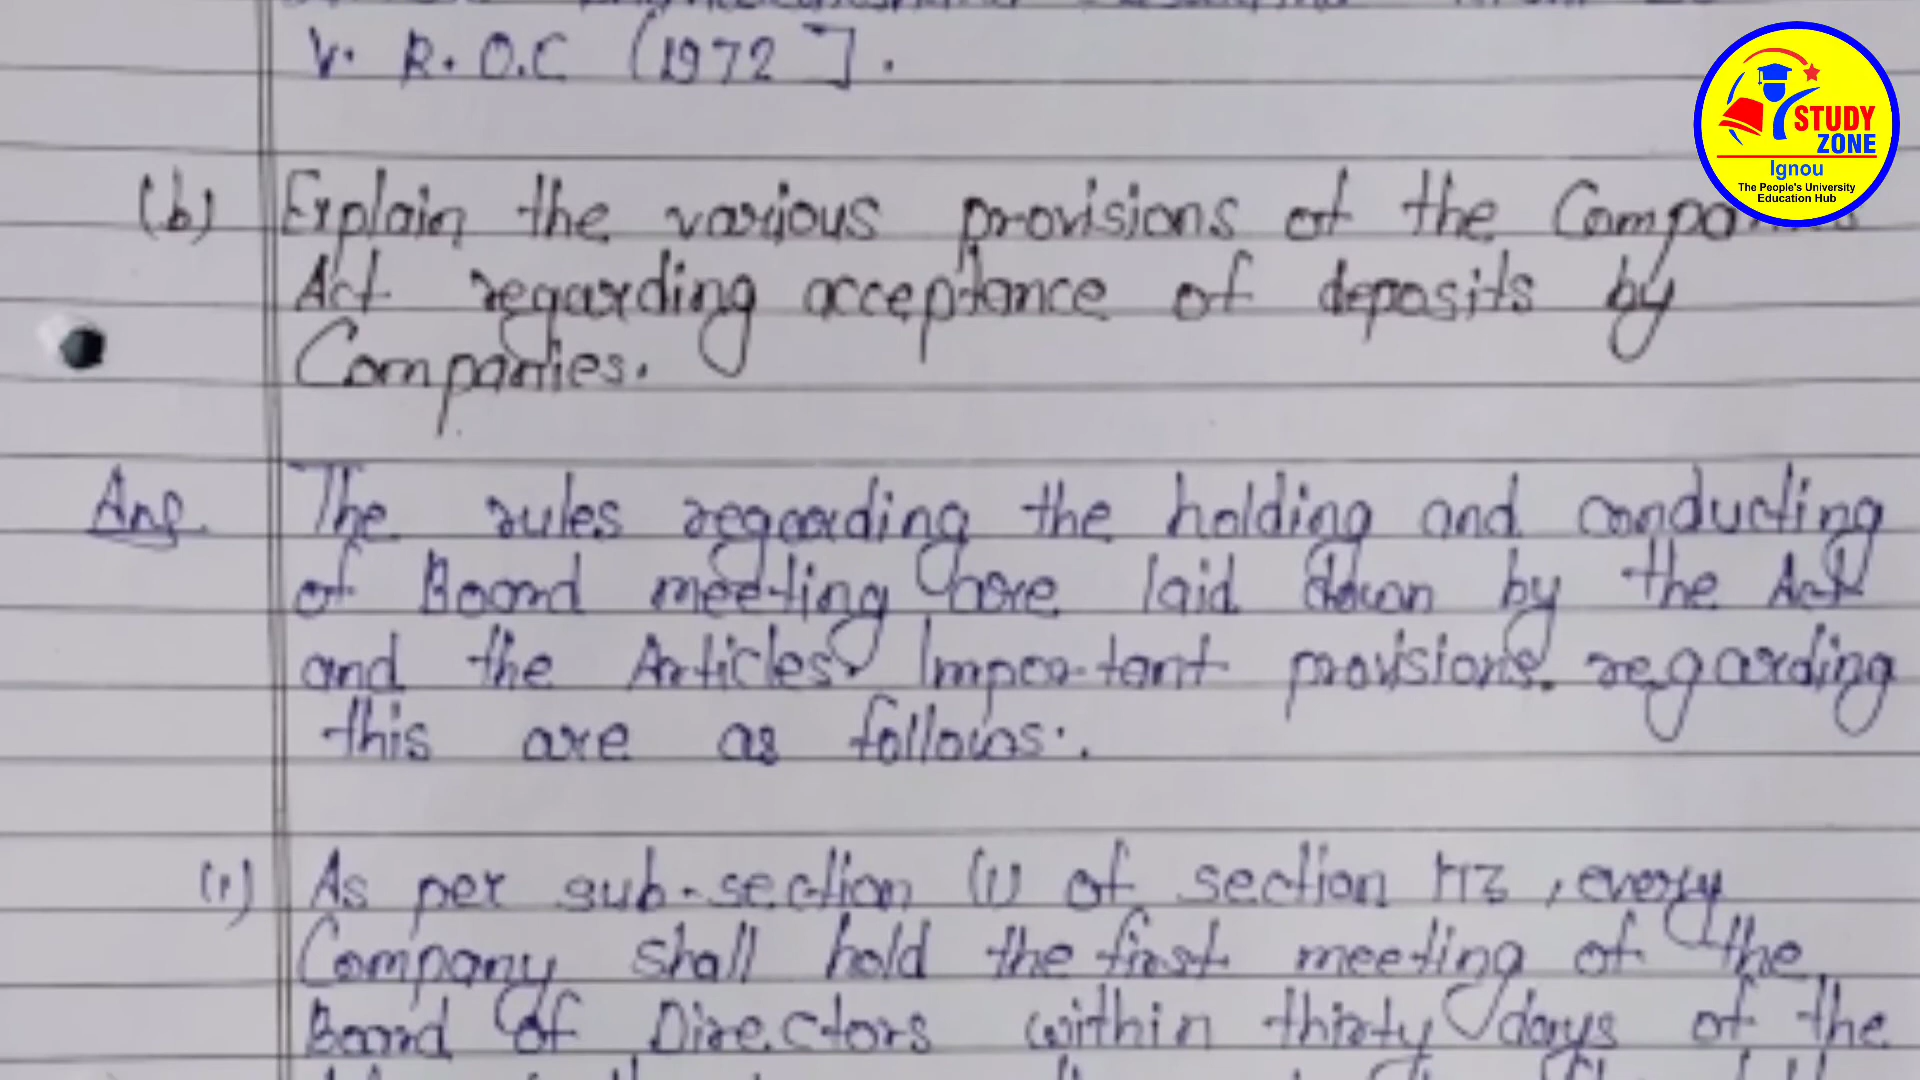 V. R.O.C (1972].
(b) Explain the various provisions of the
Act regarding acceptance of deposits by
Companies.
Ans. The rules regarding the holding and conducting
of Board meeting have laid down by the Act
and the Articles. Important provisions. regarding
this are as follows:.
(1) As per sub-section (1) of section 173, every
Company shall hold the first meeting of the
Board of Directors within thirty days of the
STUDY
ZONE
Ignou
The People's University
Education Hub